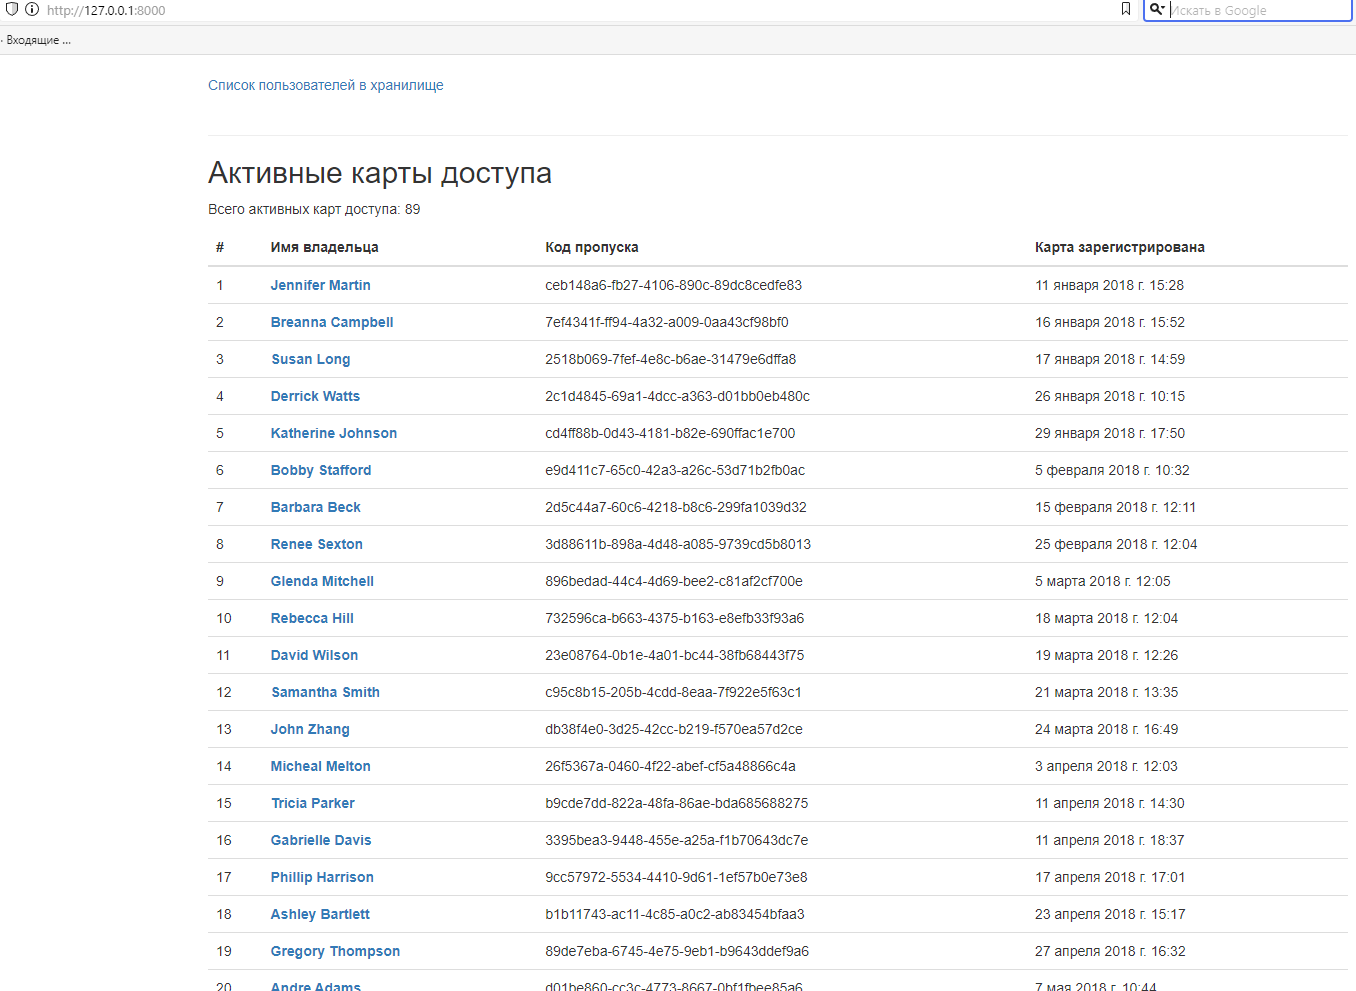 http://127.0.0.1:8000 Искать в Google
· Входящие ...
Список пользователей в хранилище
Активные карты доступа
Всего активных карт доступа: 89
# Имя владельца Код пропуска Карта зарегистрирована
1 Jennifer Martin ceb148a6-fb27-4106-890c-89dc8cedfe83 11 января 2018 г. 15:28
2 Breanna Campbell 7ef4341f-ff94-4a32-a009-0aa43cf98bf0 16 января 2018 г. 15:52
3 Susan Long 2518b069-7fef-4e8c-b6ae-31479e6dffa8 17 января 2018 г. 14:59
4 Derrick Watts 2c1d4845-69a1-4dcc-a363-d01bb0eb480c 26 января 2018 г. 10:15
5 Katherine Johnson cd4ff88b-0d43-4181-b82e-690ffac1e700 29 января 2018 г. 17:50
6 Bobby Stafford e9d411c7-65c0-42a3-a26c-53d71b2fb0ac 5 февраля 2018 г. 10:32
7 Barbara Beck 2d5c44a7-60c6-4218-b8c6-299fa1039d32 15 февраля 2018 г. 12:11
8 Renee Sexton 3d88611b-898a-4d48-a085-9739cd5b8013 25 февраля 2018 г. 12:04
9 Glenda Mitchell 896bedad-44c4-4d69-bee2-c81af2cf700e 5 марта 2018 г. 12:05
10 Rebecca Hill 732596ca-b663-4375-b163-e8efb33f93a6 18 марта 2018 г. 12:04
11 David Wilson 23e08764-0b1e-4a01-bc44-38fb68443f75 19 марта 2018 г. 12:26
12 Samantha Smith c95c8b15-205b-4cdd-8eaa-7f922e5f63c1 21 марта 2018 г. 13:35
13 John Zhang db38f4e0-3d25-42cc-b219-f570ea57d2ce 24 марта 2018 г. 16:49
14 Micheal Melton 26f5367a-0460-4f22-abef-cf5a48866c4a 3 апреля 2018 г. 12:03
15 Tricia Parker b9cde7dd-822a-48fa-86ae-bda685688275 11 апреля 2018 г. 14:30
16 Gabrielle Davis 3395bea3-9448-455e-a25a-f1b70643dc7e 11 апреля 2018 г. 18:37
17 Phillip Harrison 9cc57972-5534-4410-9d61-1ef57b0e73e8 17 апреля 2018 г. 17:01
18 Ashley Bartlett b1b11743-ac11-4c85-a0c2-ab83454bfaa3 23 апреля 2018 г. 15:17
19 Gregory Thompson 89de7eba-6745-4e75-9eb1-b9643ddef9a6 27 апреля 2018 г. 16:32
20 Andre Adams d01be860-cc3c-4773-8667-0bf1fbee85a6 7 мая 2018 г. 10:44